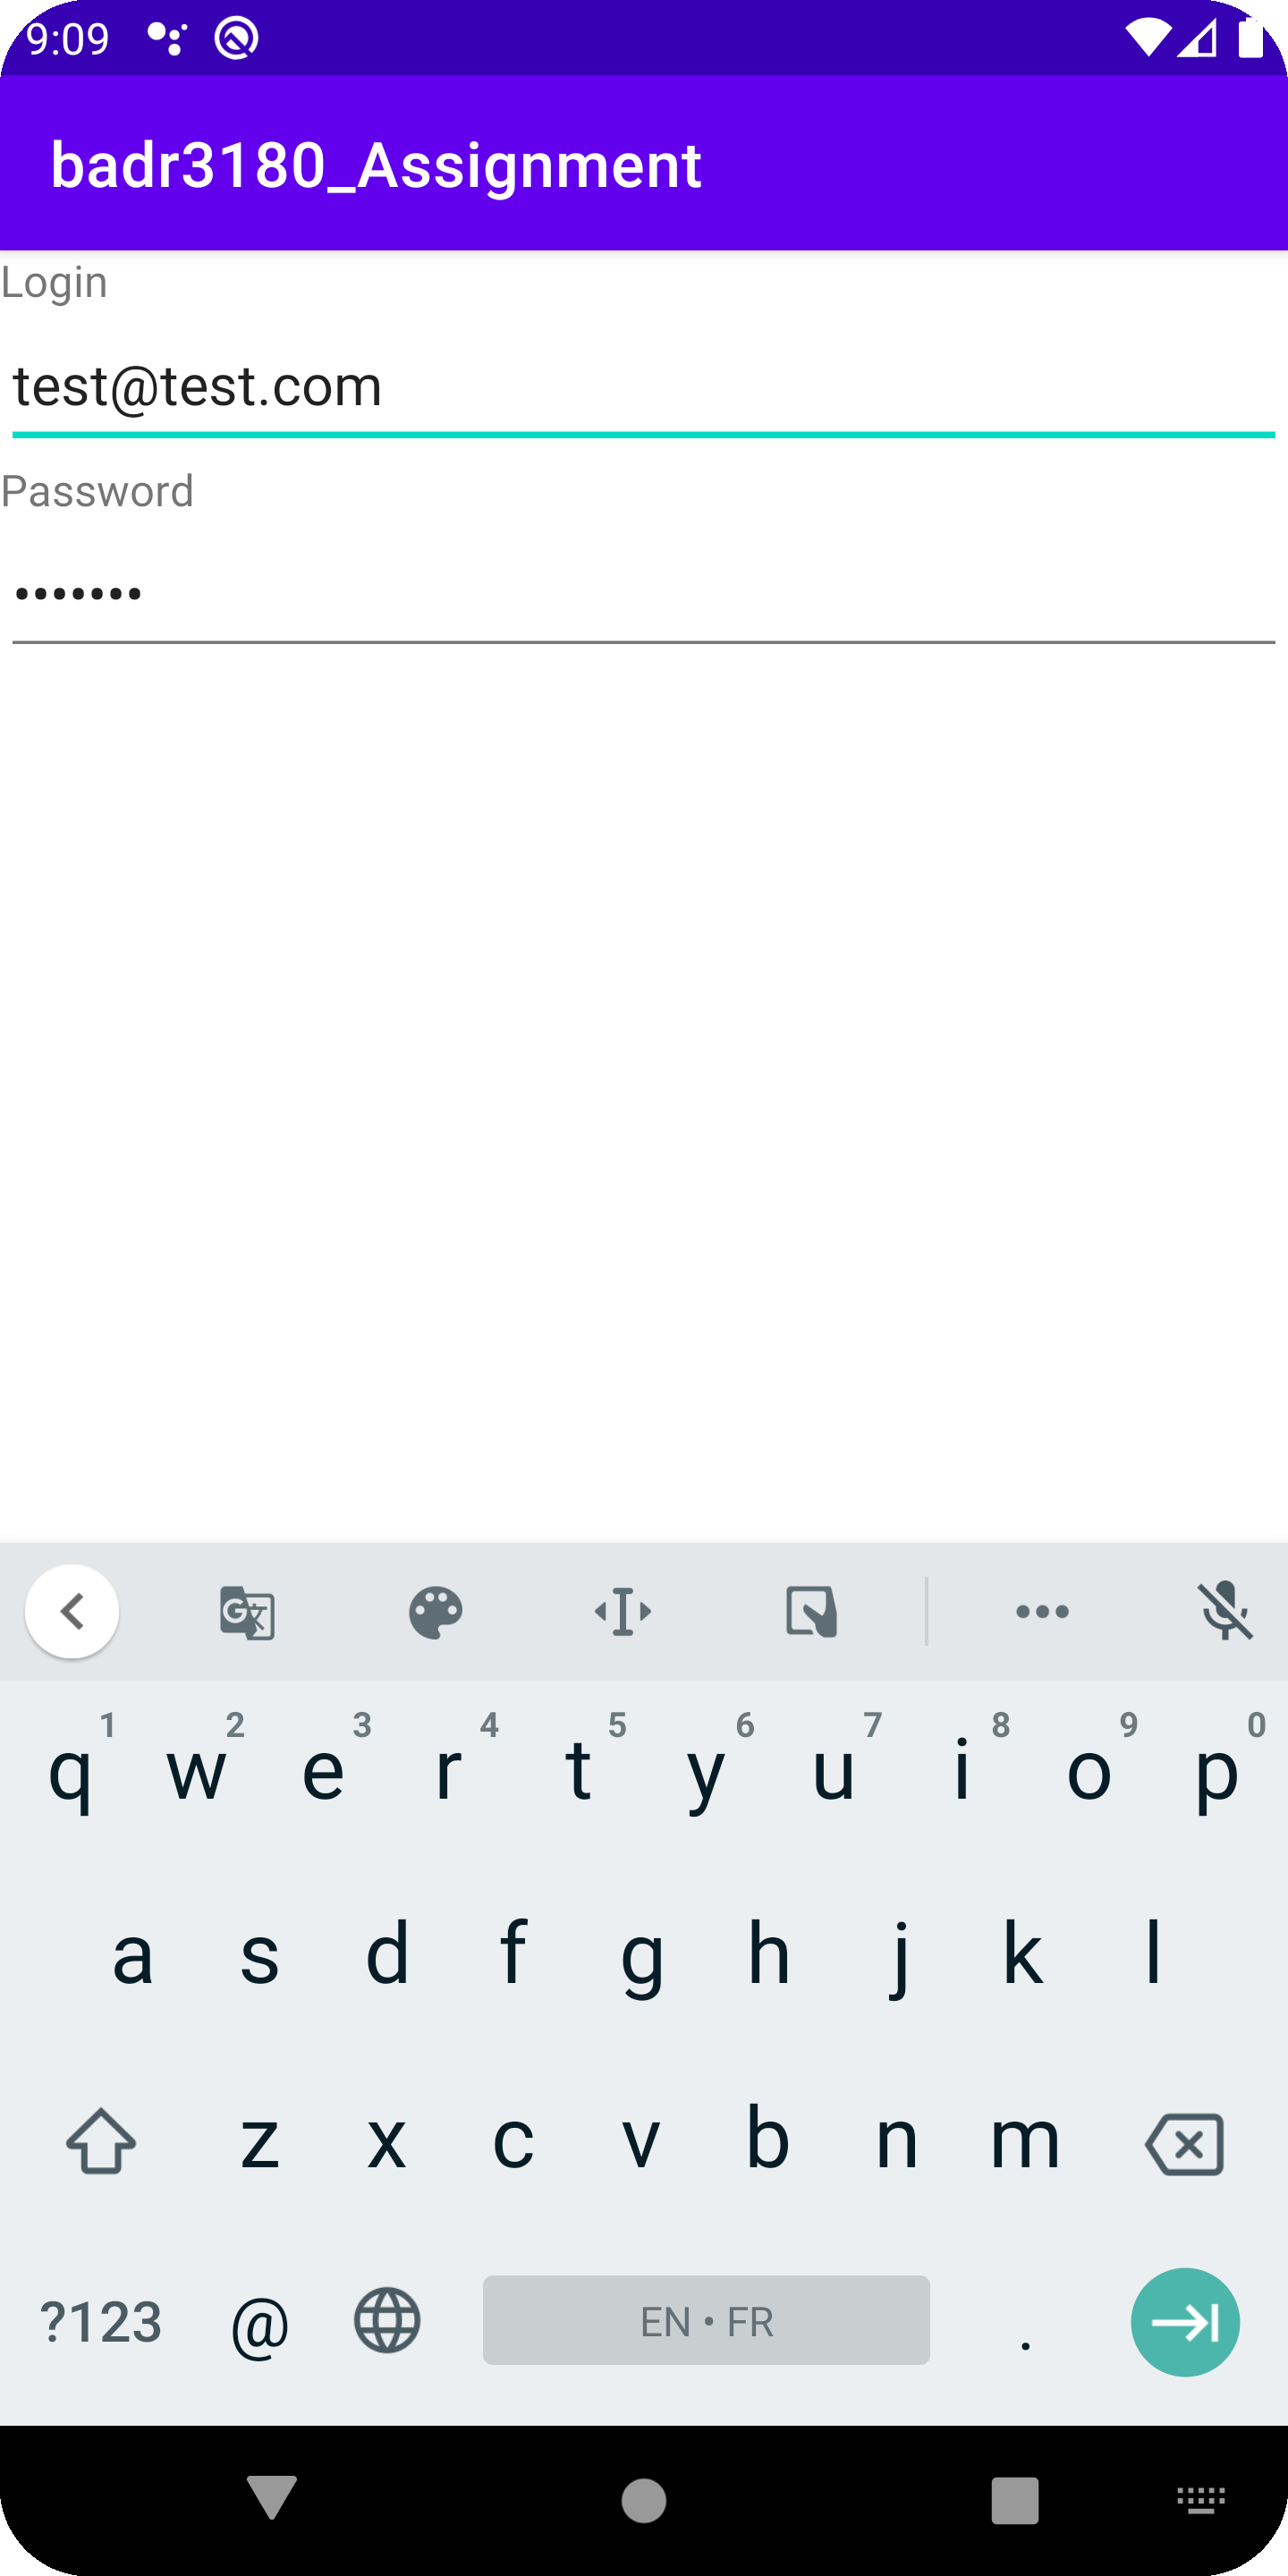 9:09
badr3180_Assignment
Login
test@test.com
Password
•••••••
1 2 3 4 5 6 7 8 9 0
q w e r t y u i o p
a s d f g h j k l
z x c v b n m
?123 @ EN • FR .